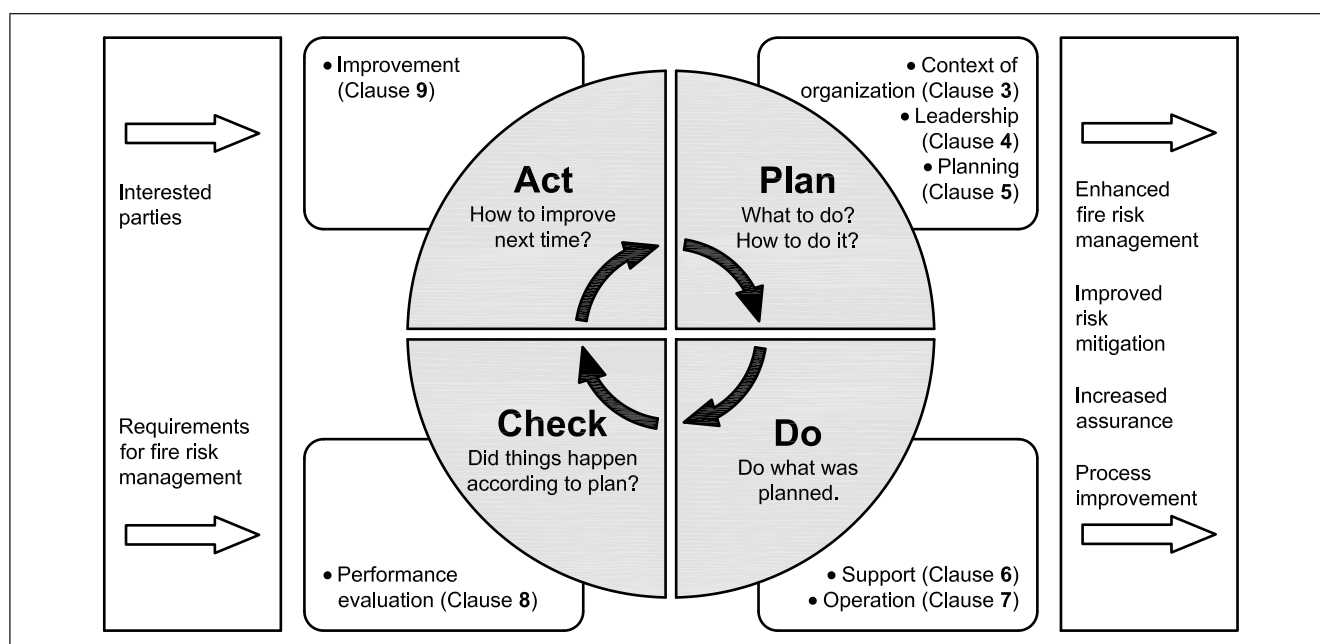 Interested
parties
Requirements
for fire risk
management
• Improvement
(Clause 9)
Act
How to improve
next time?
• Context of
organization (Clause 3)
• Leadership
(Clause 4)
• Planning
(Clause 5)
Plan
What to do?
How to do it?
Check
Did things happen
according to plan?
• Performance
evaluation (Clause 8)
Do
Do what was
planned.
• Support (Clause 6)
• Operation (Clause 7)
Enhanced
fire risk
management
Improved
risk
mitigation
Increased
assurance
Process
improvement